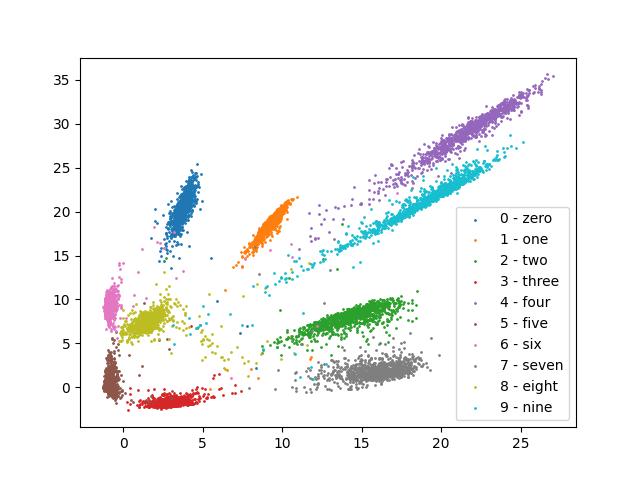 35
30
25
20
15
10
5
0
0 5 10 15 20 25
0 - zero
1 - one
2 - two
3 - three
4 - four
5 - five
6 - six
7 - seven
8 - eight
9 - nine